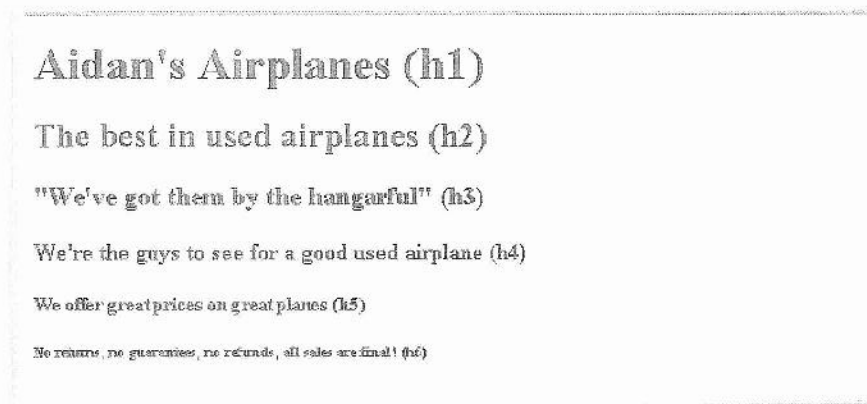 Aidan's Airplanes (h1)
The best in used airplanes (h2)
"We've got them by the hangarful" (h3)
We're the guys to see for a good used airplane (h4)
We offer great prices on great planes (h5)
No returns, no guarantees, no refunds, all sales are final! (h6)